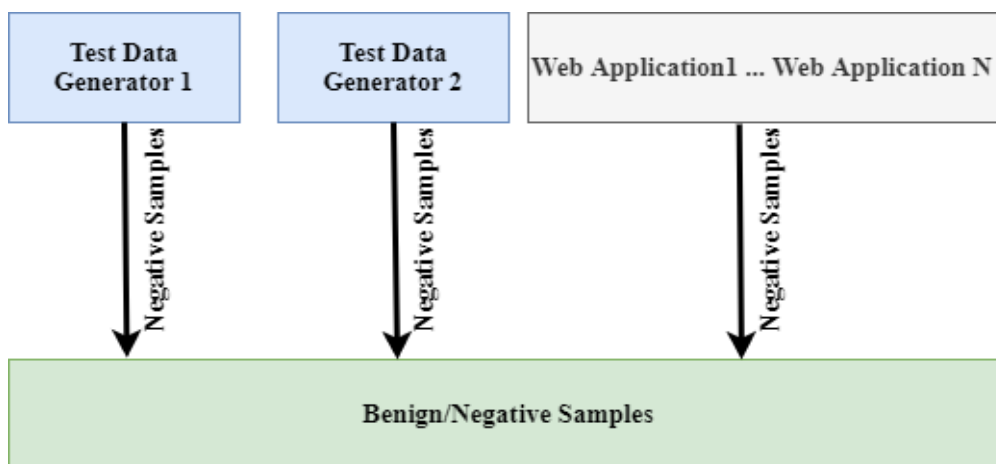 Test Data
Generator 1
Test Data
Generator 2
Web Application1 ... Web Application N
Negative Samples
Negative Samples
Negative Samples
Benign/Negative Samples